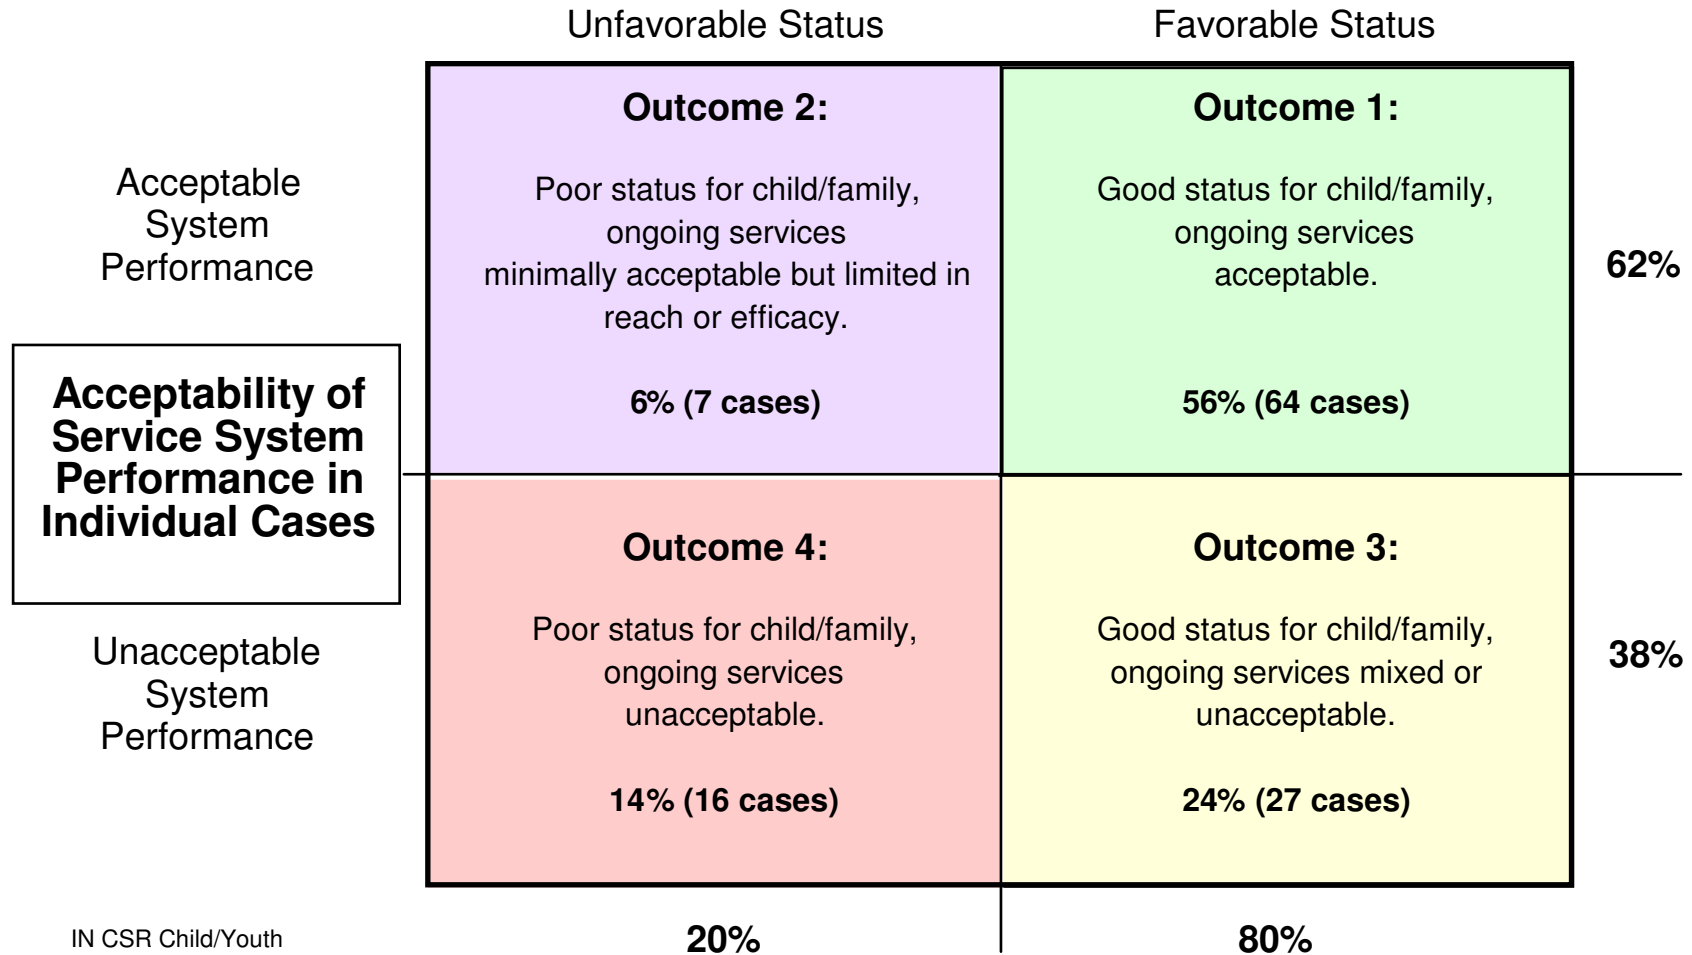 Unfavorable Status
Favorable Status
Acceptable
System
Performance
Outcome 2:
Poor status for child/family,
ongoing services
minimally acceptable but limited in
reach or efficacy.
6% (7 cases)
Outcome 1:
Good status for child/family,
ongoing services
acceptable.
56% (64 cases)
62%
Acceptability of
Service System
Performance in
Individual Cases
Unacceptable
System
Performance
Outcome 4:
Poor status for child/family,
ongoing services
unacceptable.
14% (16 cases)
Outcome 3:
Good status for child/family,
ongoing services mixed or
unacceptable.
24% (27 cases)
38%
IN CSR Child/Youth
20%
80%